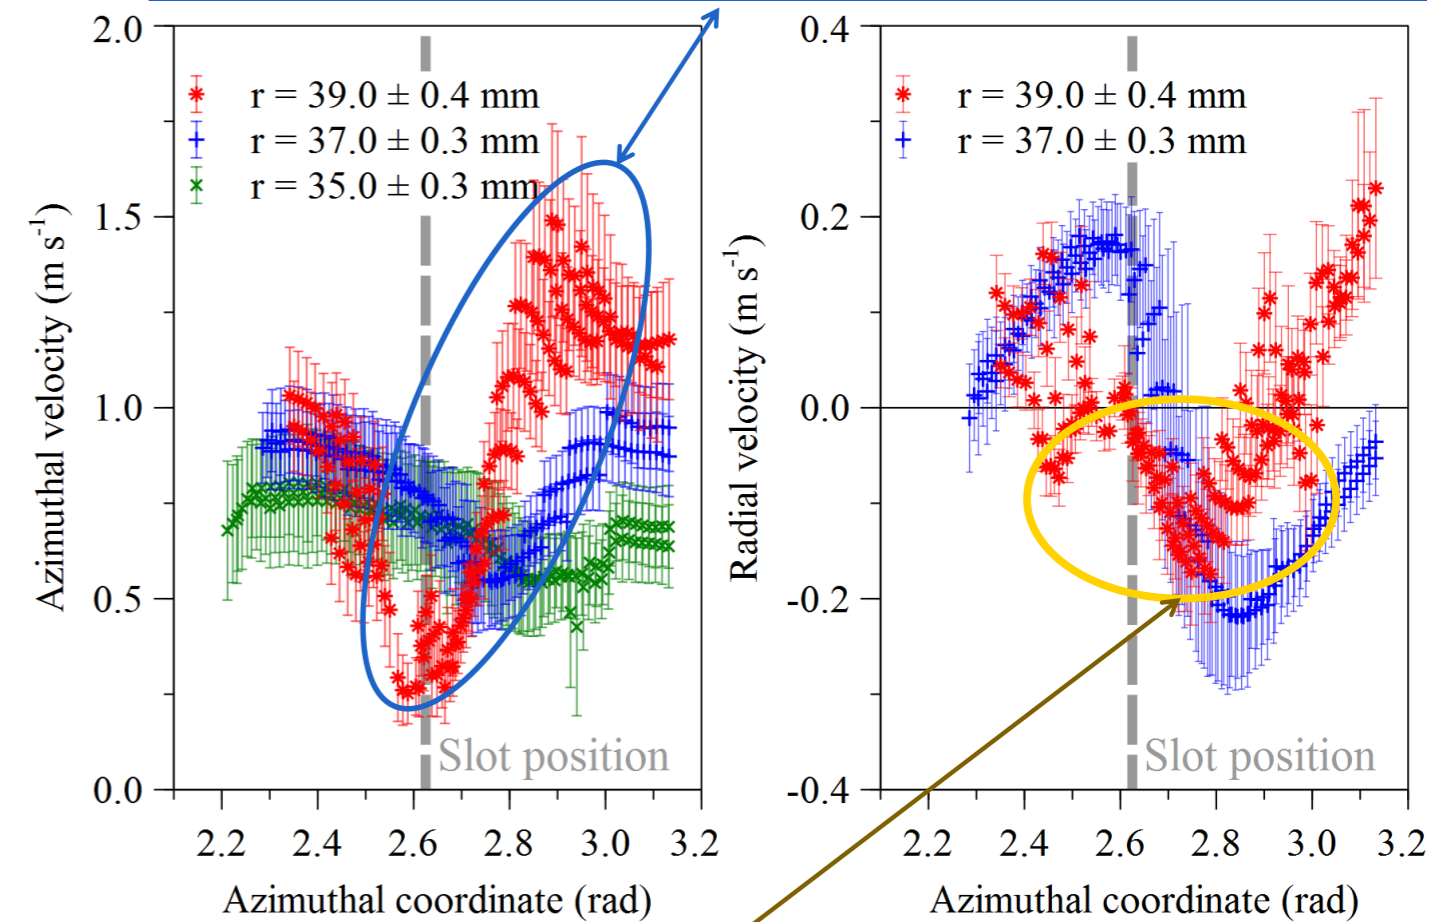 2.0
1.5
1.0
0.5
0.0
Azimuthal velocity (m s-1)
r = 39.0 ± 0.4 mm
r = 37.0 ± 0.3 mm
r = 35.0 ± 0.3 mm
Slot position
2.2 2.4 2.6 2.8 3.0 3.2
Azimuthal coordinate (rad)
0.4
0.2
0.0
-0.2
-0.4
Radial velocity (m s-1)
r = 39.0 ± 0.4 mm
r = 37.0 ± 0.3 mm
Slot position
2.2 2.4 2.6 2.8 3.0 3.2
Azimuthal coordinate (rad)